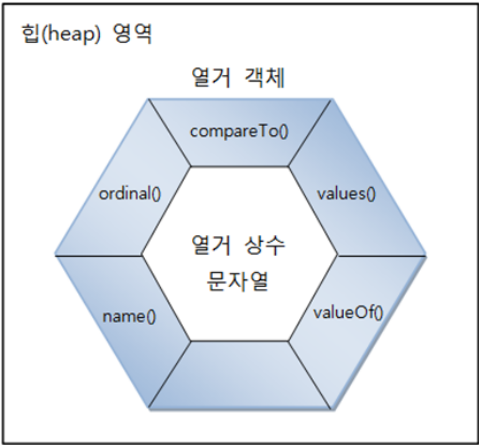 힙(heap) 영역
열거 객체
compareTo()
ordinal()
values()
열거 상수
문자열
name()
valueOf()